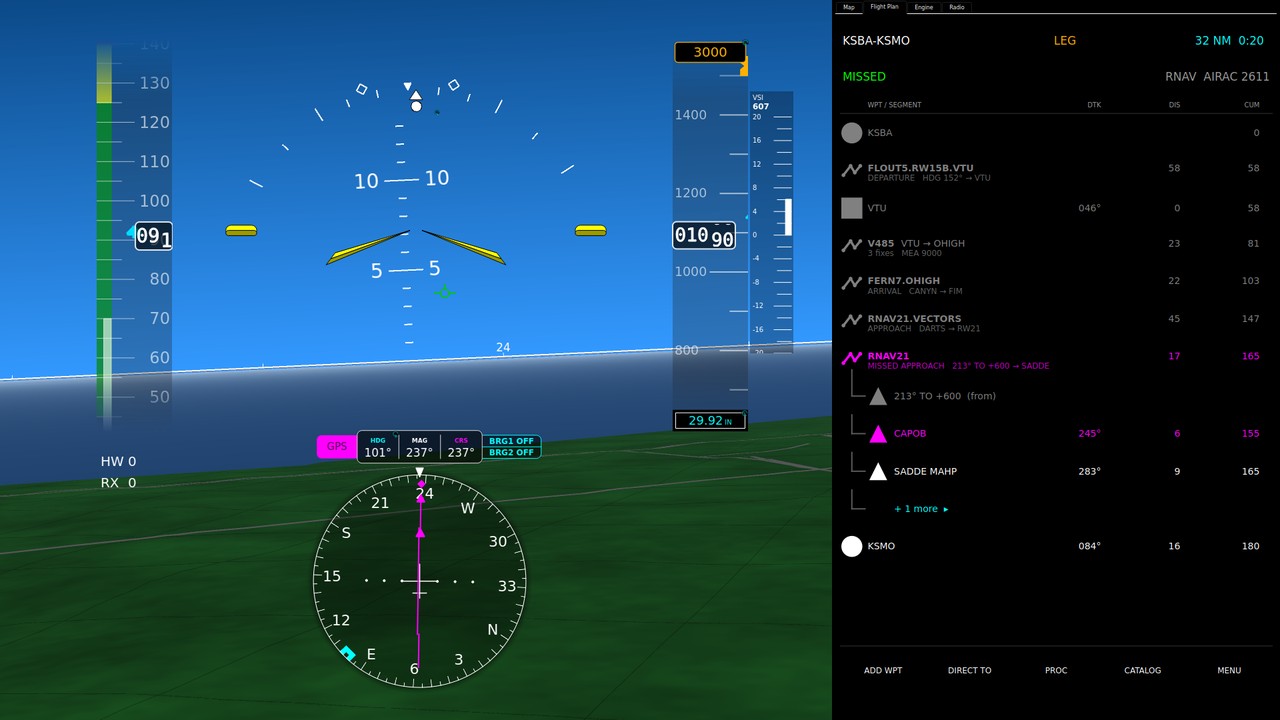 Map Flight Plan Engine Radio
KSBA-KSMO LEG 32 NM 0:20
MISSED RNAV AIRAC 2611
WPT / SEGMENT DTK DIS CUM
KSBA 0
FLOUT5.RW15B.VTU 58 58
DEPARTURE HDG 152° → VTU
VTU 046° 0 58
V485 VTU → OHIGH 23 81
3 fixes MEA 9000
FERN7.OHIGH 22 103
ARRIVAL CANYN → FIM
RNAV21.VECTORS 45 147
APPROACH DARTS → RW21
RNAV21 17 165
MISSED APPROACH 213° TO +600 → SADDE
213° TO +600 (from)
CAPOB 245° 6 155
SADDE MAHP 283° 9 165
+ 1 more ▸
KSMO 084° 16 180
ADD WPT DIRECT TO PROC CATALOG MENU
140
130
120
110
100
091
80
70
60
50
10 10
5 5
24
3000
1400
1200
010 90
1000
800
29.92 IN
VSI
607
20
16
12
8
4
0
-4
-8
-12
-16
-20
HW 0
RX 0
GPS
HDG
101°
MAG
237°
CRS
237°
BRG1 OFF
BRG2 OFF
24
W
30
33
N
3
6
E
12
15
S
21